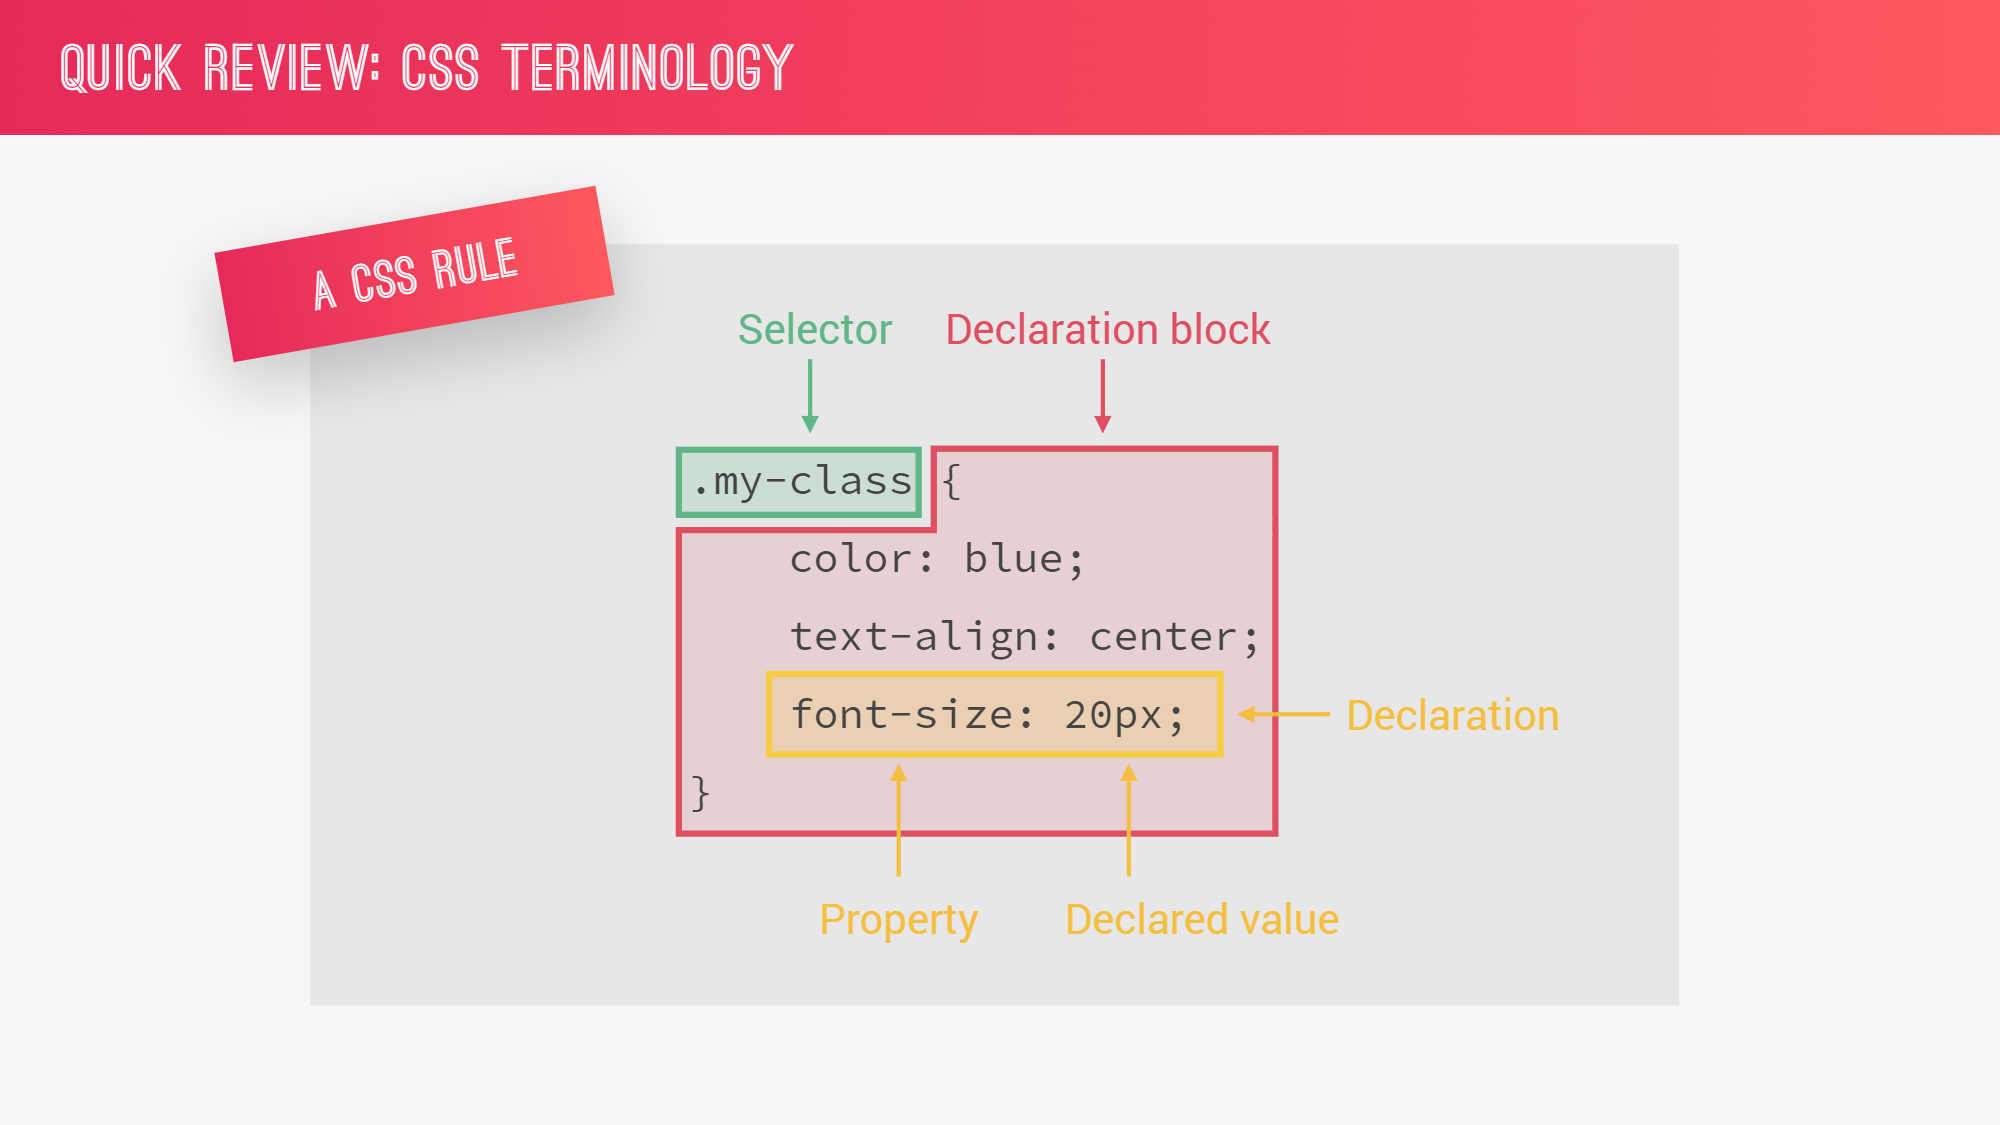 QUICK REVIEW: CSS TERMINOLOGY
A CSS RULE
Selector
Declaration block
.my-class {
color: blue;
text-align: center;
font-size: 20px;
Declaration
}
Property
Declared value